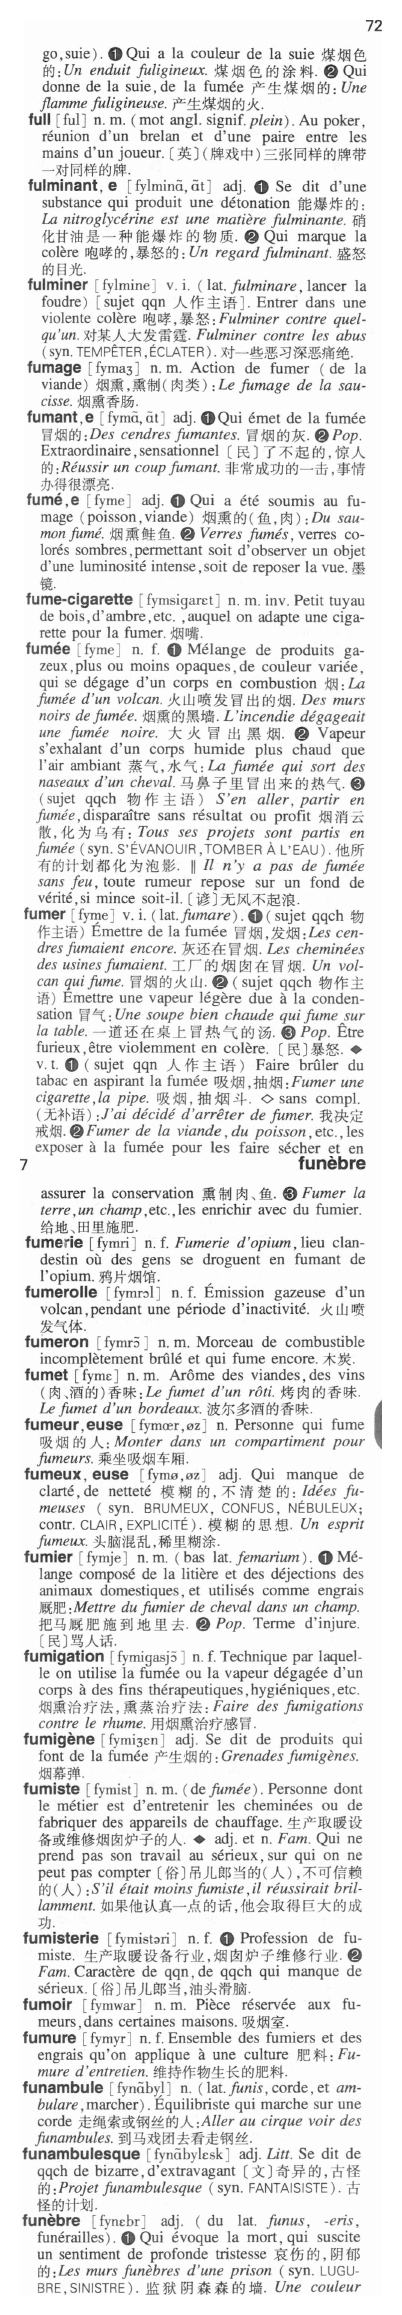 72
go, suie). ❶ Qui a la couleur de la suie 煤烟色
的: Un enduit fuligineux. 煤烟色的涂料. ❷ Qui
donne de la suie, de la fumée 产生煤烟的: Une
flamme fuligineuse. 产生煤烟的火.
full [ful] n. m. (mot angl. signif. plein). Au poker,
réunion d'un brelan et d'une paire entre les
mains d'un joueur. 〔英〕(牌戏中)三张同样的牌带
一对同样的牌.
fulminant, e [fylminɑ̃, ɑ̃t] adj. ❶ Se dit d'une
substance qui produit une détonation 能爆炸的:
La nitroglycérine est une matière fulminante. 硝
化甘油是一种能爆炸的物质. ❷ Qui marque la
colère 咆哮的, 暴怒的: Un regard fulminant. 盛怒
的目光.
fulminer [fylmine] v. i. (lat. fulminare, lancer la
foudre) [sujet qqn 人作主语]. Entrer dans une
violente colère 咆哮, 暴怒: Fulminer contre quel-
qu'un. 对某人大发雷霆. Fulminer contre les abus
(syn. TEMPÊTER, ÉCLATER). 对一些恶习深恶痛绝.
fumage [fymaʒ] n. m. Action de fumer (de la
viande) 烟熏, 熏制(肉类): Le fumage de la sau-
cisse. 烟熏香肠.
fumant, e [fymɑ̃, ɑ̃t] adj. ❶ Qui émet de la fumée
冒烟的: Des cendres fumantes. 冒烟的灰. ❷ Pop.
Extraordinaire, sensationnel 〔民〕了不起的, 惊人
的: Réussir un coup fumant. 非常成功的一击, 事情
办得很漂亮.
fumé, e [fyme] adj. ❶ Qui a été soumis au fu-
mage (poisson, viande) 烟熏的(鱼, 肉): Du sau-
mon fumé. 烟熏鲑鱼. ❷ Verres fumés, verres co-
lorés sombres, permettant soit d'observer un objet
d'une luminosité intense, soit de reposer la vue. 墨
镜.
fume-cigarette [fymsigarɛt] n. m. inv. Petit tuyau
de bois, d'ambre, etc., auquel on adapte une ciga-
rette pour la fumer. 烟嘴.
fumée [fyme] n. f. ❶ Mélange de produits ga-
zeux, plus ou moins opaques, de couleur variée,
qui se dégage d'un corps en combustion 烟: La
fumée d'un volcan. 火山喷发冒出的烟. Des murs
noirs de fumée. 烟熏的黑墙. L'incendie dégageait
une fumée noire. 大火冒出黑烟. ❷ Vapeur
s'exhalant d'un corps humide plus chaud que
l'air ambiant 蒸气, 水气: La fumée qui sort des
naseaux d'un cheval. 马鼻子里冒出来的热气. ❸
(sujet qqch 物作主语) S'en aller, partir en
fumée, disparaître sans résultat ou profit 烟消云
散, 化为乌有: Tous ses projets sont partis en
fumée (syn. S'ÉVANOUIR, TOMBER À L'EAU). 他所
有的计划都化为泡影. ‖ Il n'y a pas de fumée
sans feu, toute rumeur repose sur un fond de
vérité, si mince soit-il. 〔谚〕无风不起浪.
fumer [fyme] v. i. (lat. fumare). ❶ (sujet qqch 物
作主语) Émettre de la fumée 冒烟, 发烟: Les cen-
dres fumaient encore. 灰还在冒烟. Les cheminées
des usines fumaient. 工厂的烟囱在冒烟. Un vol-
can qui fume. 冒烟的火山. ❷ (sujet qqch 物作主
语) Émettre une vapeur légère due à la conden-
sation 冒气: Une soupe bien chaude qui fume sur
la table. 一道还在桌上冒热气的汤. ❸ Pop. Être
furieux, être violemment en colère. 〔民〕暴怒. ◆
v. t. ❶ (sujet qqn 人作主语) Faire brûler du
tabac en aspirant la fumée 吸烟, 抽烟: Fumer une
cigarette, la pipe. 吸烟, 抽烟斗. ◇ sans compl.
(无补语): J'ai décidé d'arrêter de fumer. 我决定
戒烟. ❷ Fumer de la viande, du poisson, etc., les
exposer à la fumée pour les faire sécher et en
7 funèbre
assurer la conservation 熏制肉、鱼. ❸ Fumer la
terre, un champ, etc., les enrichir avec du fumier.
给地、田里施肥.
fumerie [fymri] n. f. Fumerie d'opium, lieu clan-
destin où des gens se droguent en fumant de
l'opium. 鸦片烟馆.
fumerolle [fymrɔl] n. f. Émission gazeuse d'un
volcan, pendant une période d'inactivité. 火山喷
发气体.
fumeron [fymrɔ̃] n. m. Morceau de combustible
incomplètement brûlé et qui fume encore. 木炭.
fumet [fymɛ] n. m. Arôme des viandes, des vins
(肉、酒的)香味: Le fumet d'un rôti. 烤肉的香味.
Le fumet d'un bordeaux. 波尔多酒的香味.
fumeur, euse [fymœr, øz] n. Personne qui fume
吸烟的人: Monter dans un compartiment pour
fumeurs. 乘坐吸烟车厢.
fumeux, euse [fymø, øz] adj. Qui manque de
clarté, de netteté 模糊的, 不清楚的: Idées fu-
meuses (syn. BRUMEUX, CONFUS, NÉBULEUX;
contr. CLAIR, EXPLICITÉ). 模糊的思想. Un esprit
fumeux. 头脑混乱, 稀里糊涂.
fumier [fymje] n. m. (bas lat. femarium). ❶ Mé-
lange composé de la litière et des déjections des
animaux domestiques, et utilisés comme engrais
厩肥: Mettre du fumier de cheval dans un champ.
把马厩肥施到地里去. ❷ Pop. Terme d'injure.
〔民〕骂人话.
fumigation [fymigasjɔ̃] n. f. Technique par laquel-
le on utilise la fumée ou la vapeur dégagée d'un
corps à des fins thérapeutiques, hygiéniques, etc.
烟熏治疗法, 熏蒸治疗法: Faire des fumigations
contre le rhume. 用烟熏治疗感冒.
fumigène [fymiʒɛn] adj. Se dit de produits qui
font de la fumée 产生烟的: Grenades fumigènes.
烟幕弹.
fumiste [fymist] n. m. (de fumée). Personne dont
le métier est d'entretenir les cheminées ou de
fabriquer des appareils de chauffage. 生产取暖设
备或维修烟囱炉子的人. ◆ adj. et n. Fam. Qui ne
prend pas son travail au sérieux, sur qui on ne
peut pas compter 〔俗〕吊儿郎当的(人), 不可信赖
的(人): S'il était moins fumiste, il réussirait bril-
lamment. 如果他认真一点的话, 他会取得巨大的成
功.
fumisterie [fymistəri] n. f. ❶ Profession de fu-
miste. 生产取暖设备行业, 烟囱炉子维修行业. ❷
Fam. Caractère de qqn, de qqch qui manque de
sérieux. 〔俗〕吊儿郎当, 油头滑脑.
fumoir [fymwar] n. m. Pièce réservée aux fu-
meurs, dans certaines maisons. 吸烟室.
fumure [fymyr] n. f. Ensemble des fumiers et des
engrais qu'on applique à une culture 肥料: Fu-
mure d'entretien. 维持作物生长的肥料.
funambule [fynɑ̃byl] n. (lat. funis, corde, et am-
bulare, marcher). Équilibriste qui marche sur une
corde 走绳索或钢丝的人: Aller au cirque voir des
funambules. 到马戏团去看走钢丝.
funambulesque [fynɑ̃bylɛsk] adj. Litt. Se dit de
qqch de bizarre, d'extravagant 〔文〕奇异的, 古怪
的: Projet funambulesque (syn. FANTAISISTE). 古
怪的计划.
funèbre [fynɛbr] adj. (du lat. funus, -eris,
funérailles). ❶ Qui évoque la mort, qui suscite
un sentiment de profonde tristesse 哀伤的, 阴郁
的: Les murs funèbres d'une prison (syn. LUGU-
BRE, SINISTRE). 监狱阴森森的墙. Une couleur